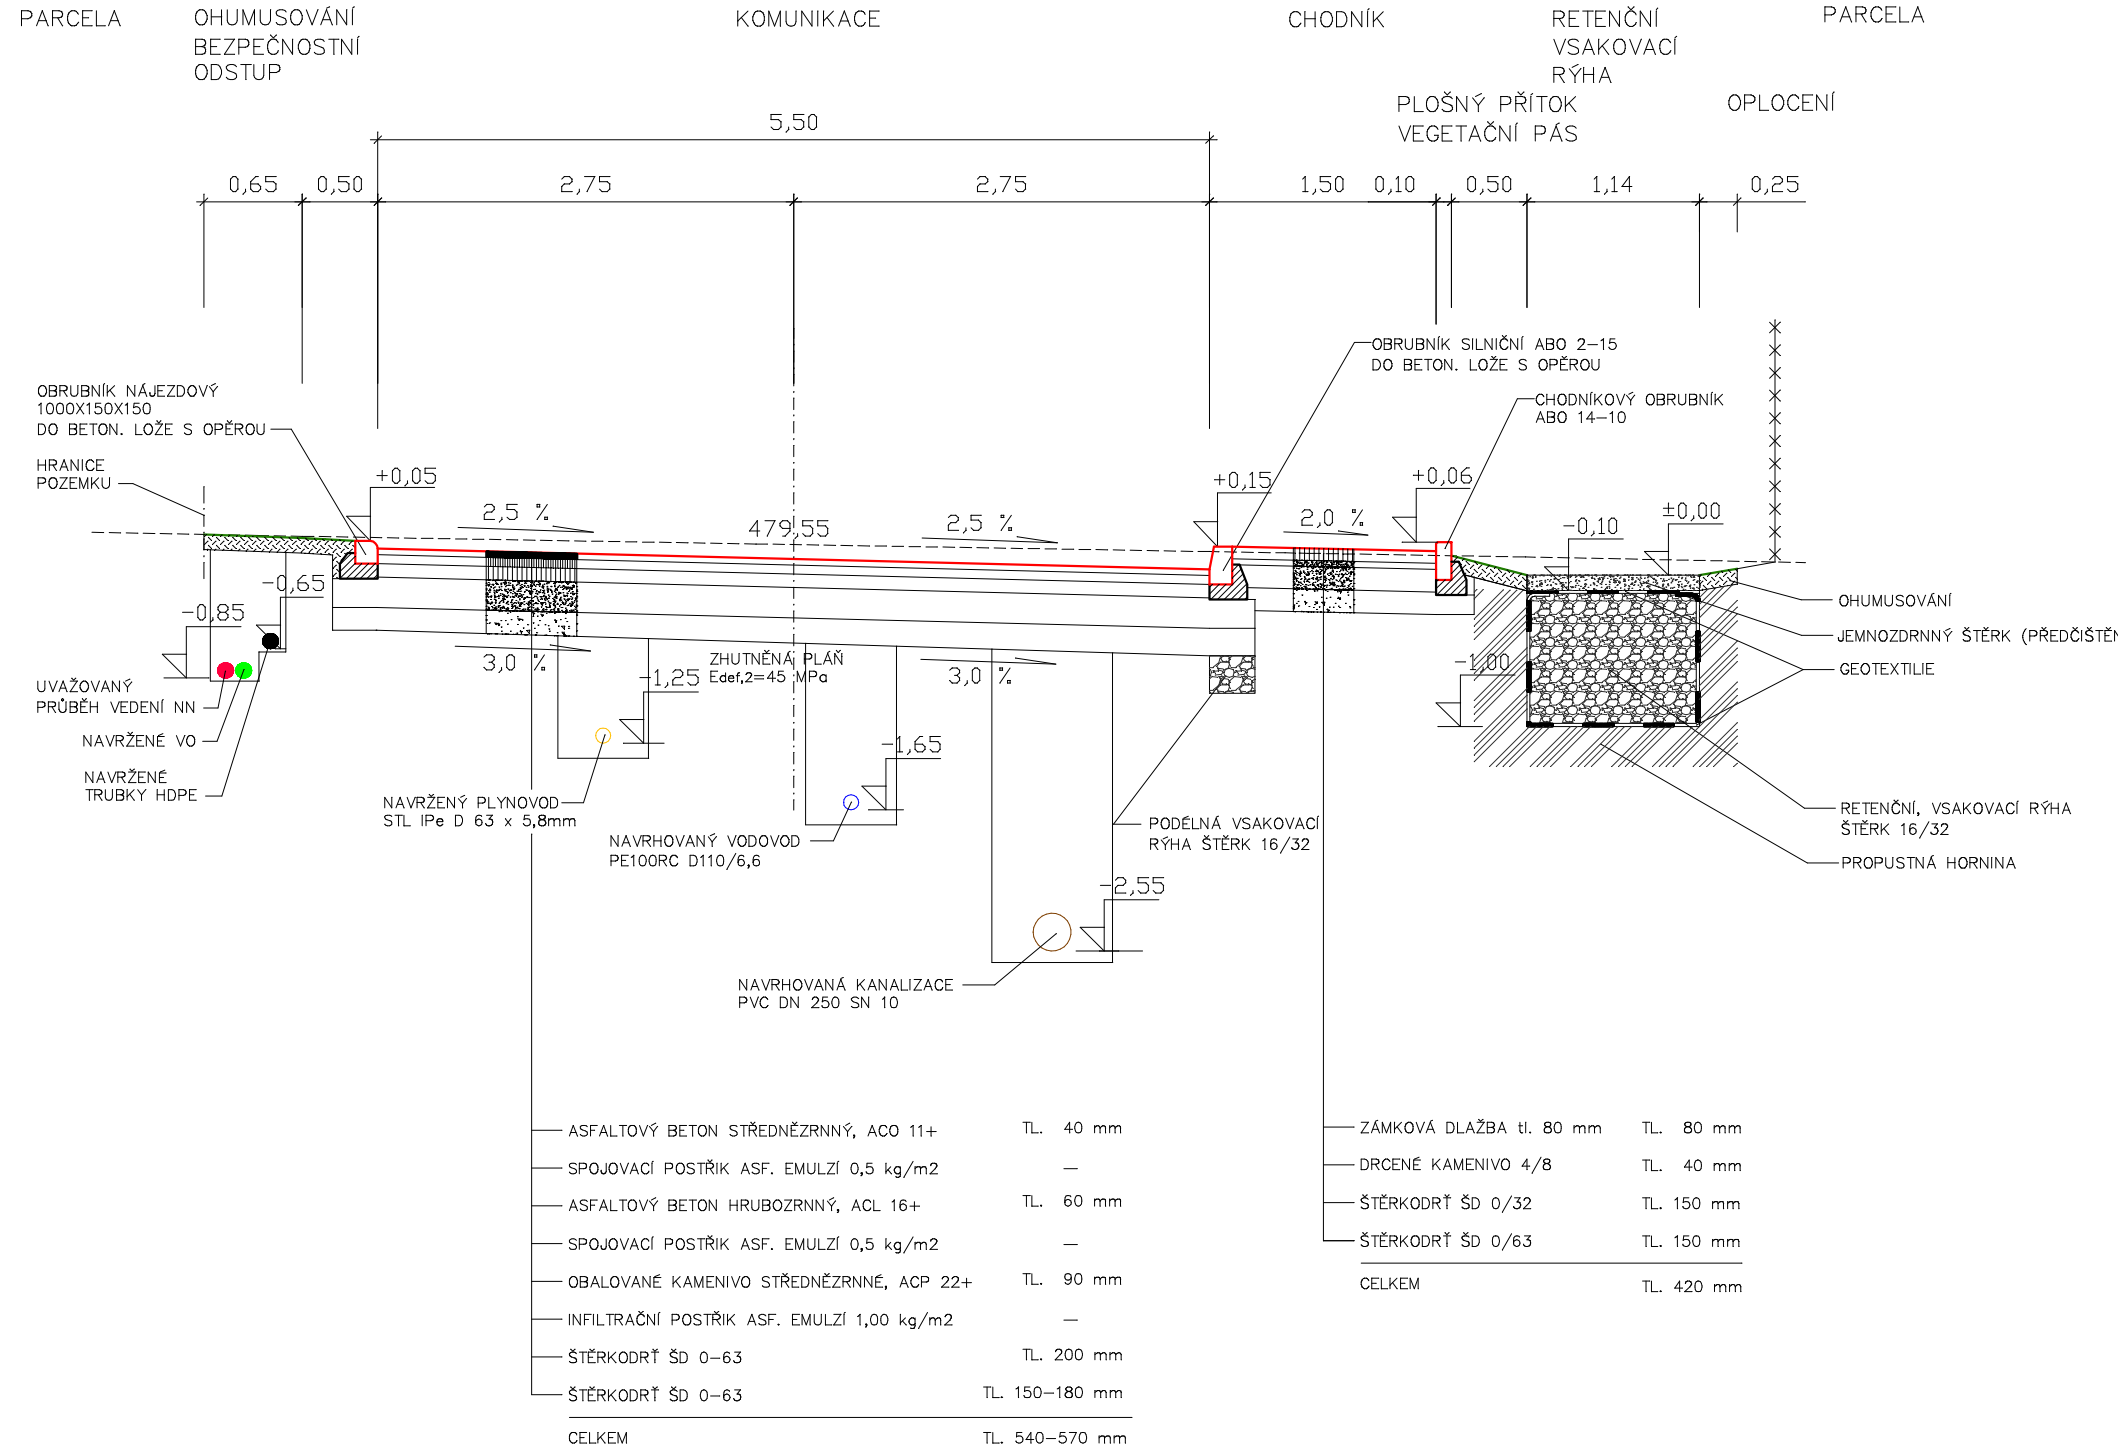 PARCELA
OHUMUSOVÁNÍ
BEZPEČNOSTNÍ
ODSTUP
KOMUNIKACE
CHODNÍK
RETENČNÍ
VSAKOVACÍ
RÝHA
PARCELA
PLOŠNÝ PŘÍTOK
VEGETAČNÍ PÁS
OPLOCENÍ
5,50
0,65
0,50
2,75
2,75
1,50
0,10
0,50
1,14
0,25
OBRUBNÍK SILNIČNÍ ABO 2-15
DO BETON. LOŽE S OPĚROU
OBRUBNÍK NÁJEZDOVÝ
1000X150X150
DO BETON. LOŽE S OPĚROU
CHODNÍKOVÝ OBRUBNÍK
ABO 14-10
HRANICE
POZEMKU
+0,05
+0,15
+0,06
2,5 %
479,55
2,5 %
2,0 %
-0,10
±0,00
-0,65
-0,85
OHUMUSOVÁNÍ
JEMNOZDRNNÝ ŠTĚRK (PŘEDČIŠTĚN
GEOTEXTILIE
3,0 %
ZHUTNĚNÁ PLÁŇ
Edef,2=45 MPa
3,0 %
-1,25
-1,00
UVAŽOVANÝ
PRŮBĚH VEDENÍ NN
NAVRŽENÉ VO
NAVRŽENÉ
TRUBKY HDPE
-1,65
NAVRŽENÝ PLYNOVOD
STL IPe D 63 x 5,8mm
NAVRHOVANÝ VODOVOD
PE100RC D110/6,6
PODÉLNÁ VSAKOVACÍ
RÝHA ŠTĚRK 16/32
RETENČNÍ, VSAKOVACÍ RÝHA
ŠTĚRK 16/32
PROPUSTNÁ HORNINA
-2,55
NAVRHOVANÁ KANALIZACE
PVC DN 250 SN 10
ASFALTOVÝ BETON STŘEDNĚZRNNÝ, ACO 11+ TL. 40 mm
SPOJOVACÍ POSTŘIK ASF. EMULZÍ 0,5 kg/m2 —
ASFALTOVÝ BETON HRUBOZRNNÝ, ACL 16+ TL. 60 mm
SPOJOVACÍ POSTŘIK ASF. EMULZÍ 0,5 kg/m2 —
OBALOVANÉ KAMENIVO STŘEDNĚZRNNÉ, ACP 22+ TL. 90 mm
INFILTRAČNÍ POSTŘIK ASF. EMULZÍ 1,00 kg/m2 —
ŠTĚRKODRŤ ŠD 0-63 TL. 200 mm
ŠTĚRKODRŤ ŠD 0-63 TL. 150-180 mm
CELKEM TL. 540-570 mm
ZÁMKOVÁ DLAŽBA tl. 80 mm TL. 80 mm
DRCENÉ KAMENIVO 4/8 TL. 40 mm
ŠTĚRKODRŤ ŠD 0/32 TL. 150 mm
ŠTĚRKODRŤ ŠD 0/63 TL. 150 mm
CELKEM TL. 420 mm